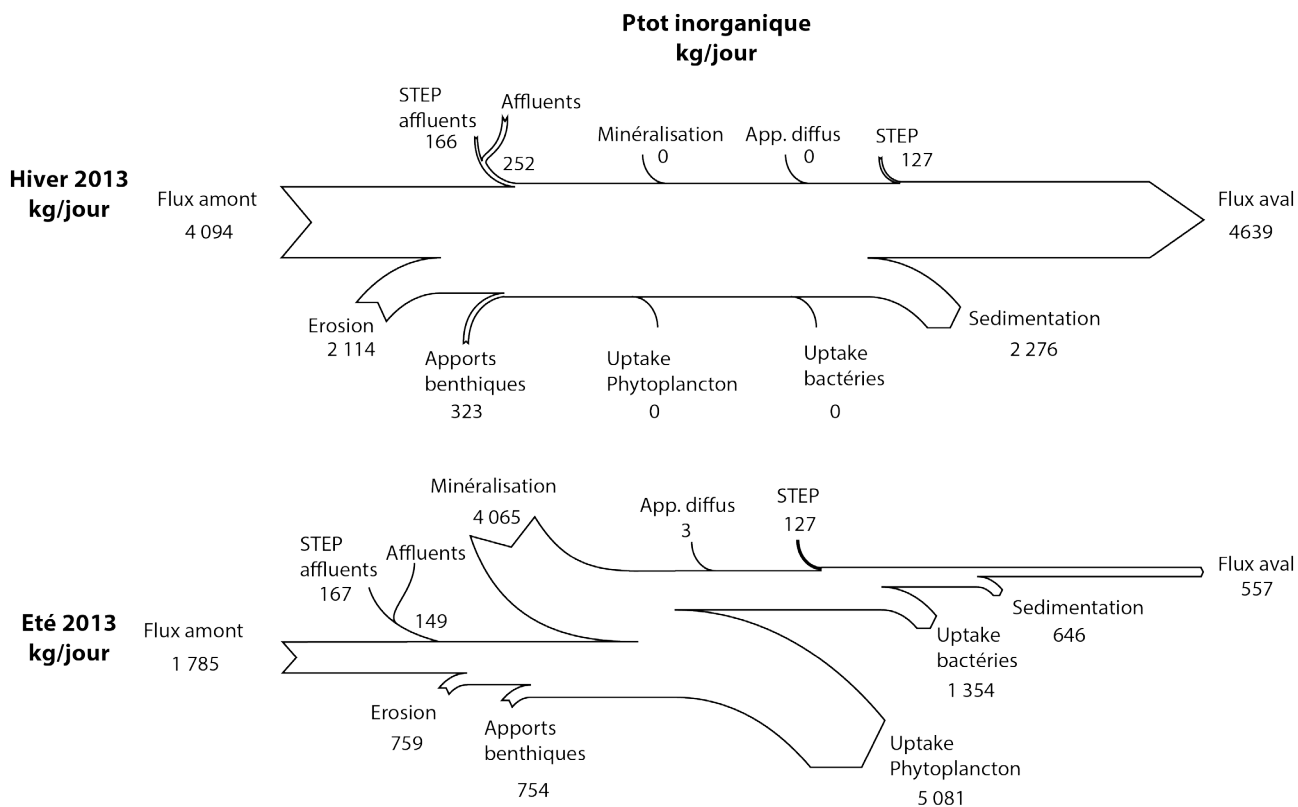 Ptot inorganique
kg/jour
Hiver 2013
kg/jour
Flux amont
4 094
STEP
affluents
166
Affluents
252
Minéralisation
0
App. diffus
0
STEP
127
Flux aval
4639
Erosion
2 114
Apports
benthiques
323
Uptake
Phytoplancton
0
Uptake
bactéries
0
Sedimentation
2 276
Eté 2013
kg/jour
Flux amont
1 785
STEP
affluents
167
Affluents
149
Minéralisation
4 065
App. diffus
3
STEP
127
Flux aval
557
Erosion
759
Apports
benthiques
754
Uptake
Phytoplancton
5 081
Uptake
bactéries
1 354
Sedimentation
646